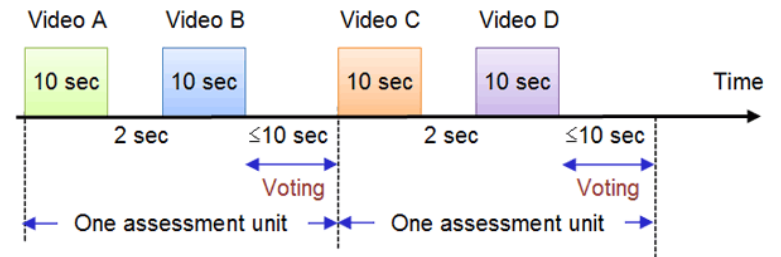 Video A Video B Video C Video D
10 sec 10 sec 10 sec 10 sec Time
2 sec ≤10 sec 2 sec ≤10 sec
Voting Voting
One assessment unit One assessment unit